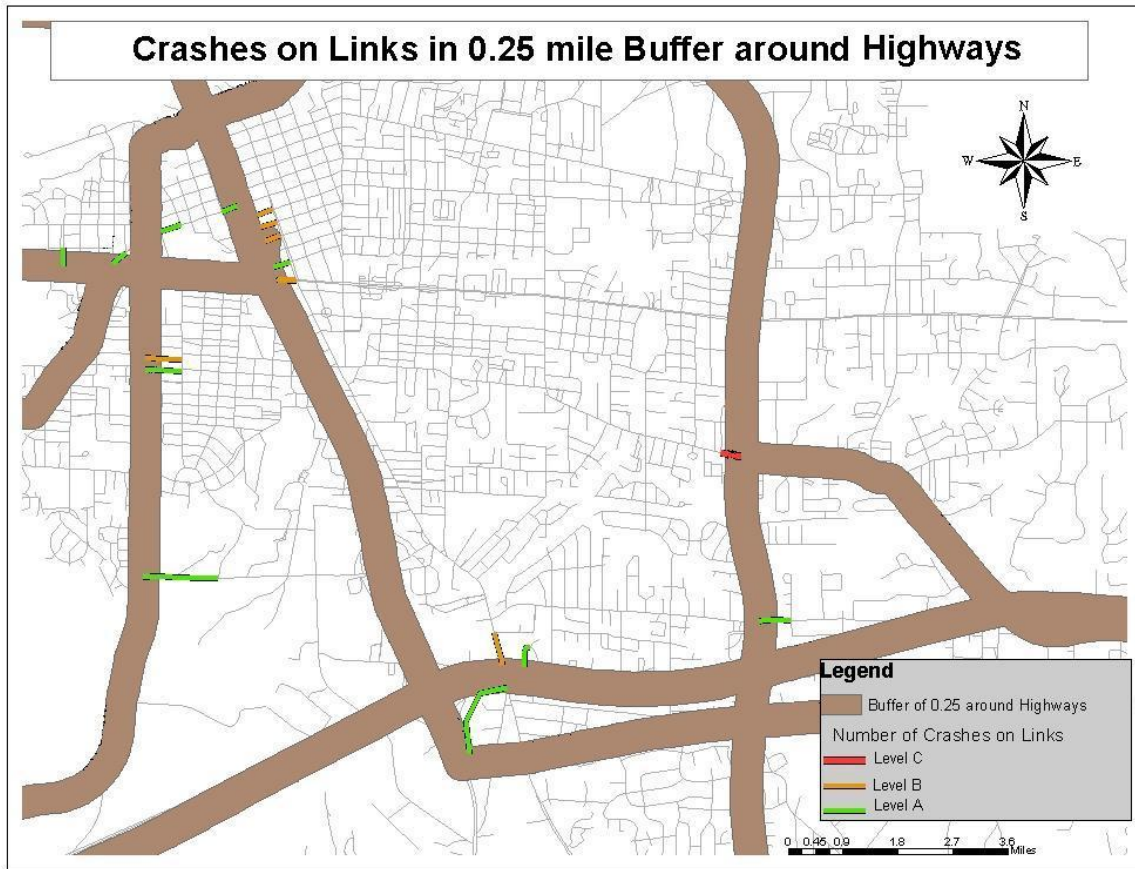 Crashes on Links in 0.25 mile Buffer around Highways
N
W E
S
Legend
Buffer of 0.25 around Highways
Number of Crashes on Links
Level C
Level B
Level A
0 0.45 0.9 1.8 2.7 3.6
Miles